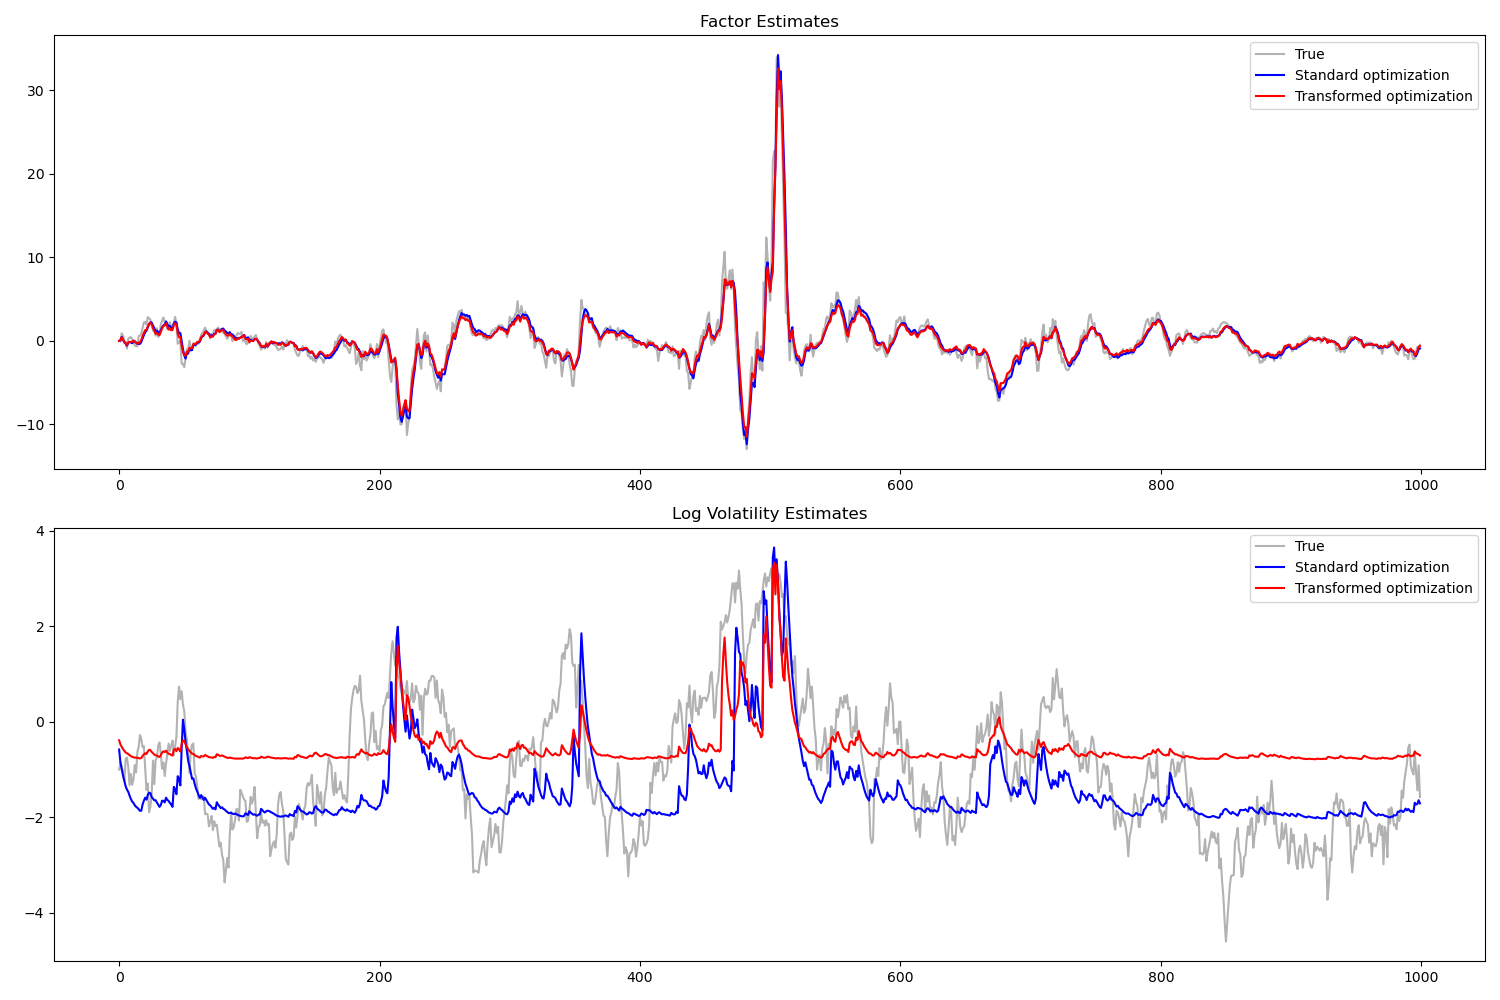 Factor Estimates
True
Standard optimization
Transformed optimization
30
20
10
0
−10
0 200 400 600 800 1000
Log Volatility Estimates
True
Standard optimization
Transformed optimization
4
2
0
−2
−4
0 200 400 600 800 1000